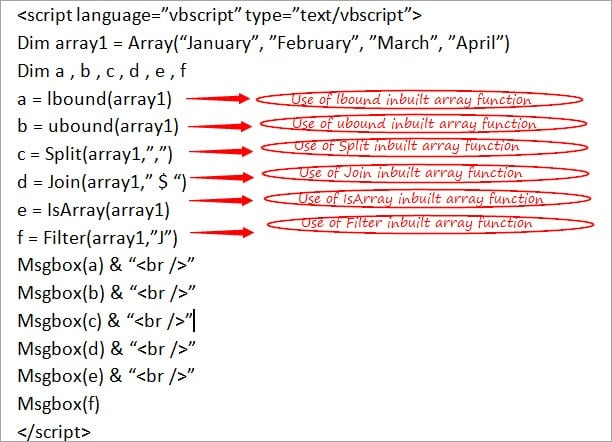 <script language=”vbscript” type=”text/vbscript”>
Dim array1 = Array(“January”, ”February”, ”March”, ”April”)
Dim a , b , c , d , e , f
a = lbound(array1) Use of lbound inbuilt array function
b = ubound(array1) Use of ubound inbuilt array function
c = Split(array1,”,”) Use of Split inbuilt array function
d = Join(array1,” $ “) Use of Join inbuilt array function
e = IsArray(array1) Use of IsArray inbuilt array function
f = Filter(array1,”J”) Use of Filter inbuilt array function
Msgbox(a) & “<br />”
Msgbox(b) & “<br />”
Msgbox(c) & “<br />”
Msgbox(d) & “<br />”
Msgbox(e) & “<br />”
Msgbox(f)
</script>